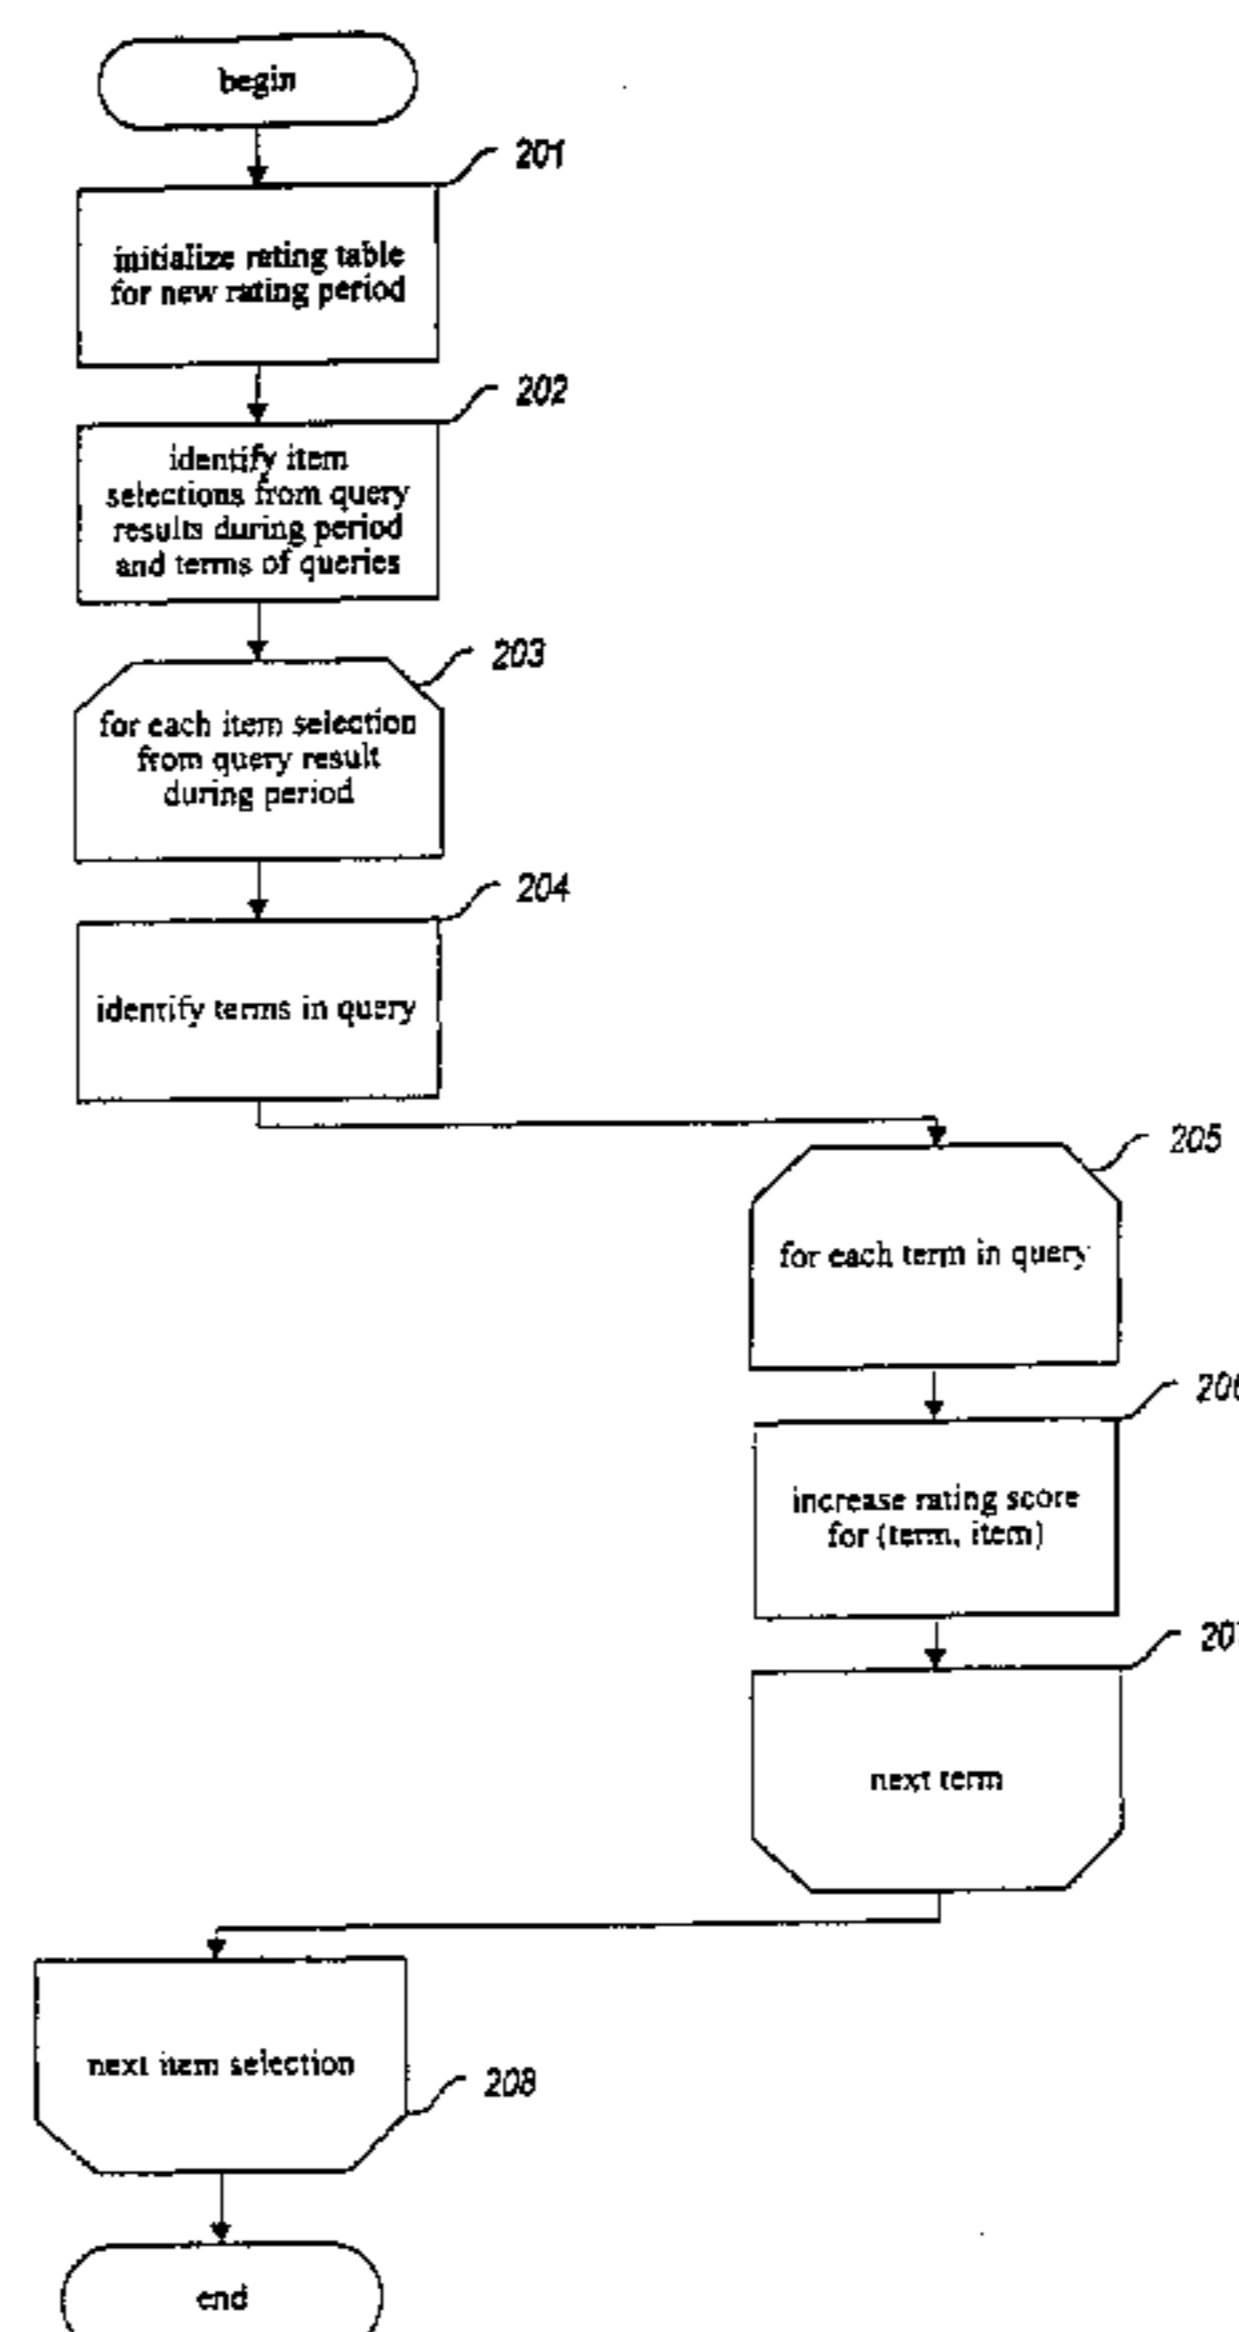 begin
201
initialize rating table
for new rating period
202
identify item
selections from query
results during period
and terms of queries
203
for each item selection
from query result
during period
204
identify terms in query
205
for each term in query
206
increase rating score
for (term, item)
207
next term
next item selection
208
end